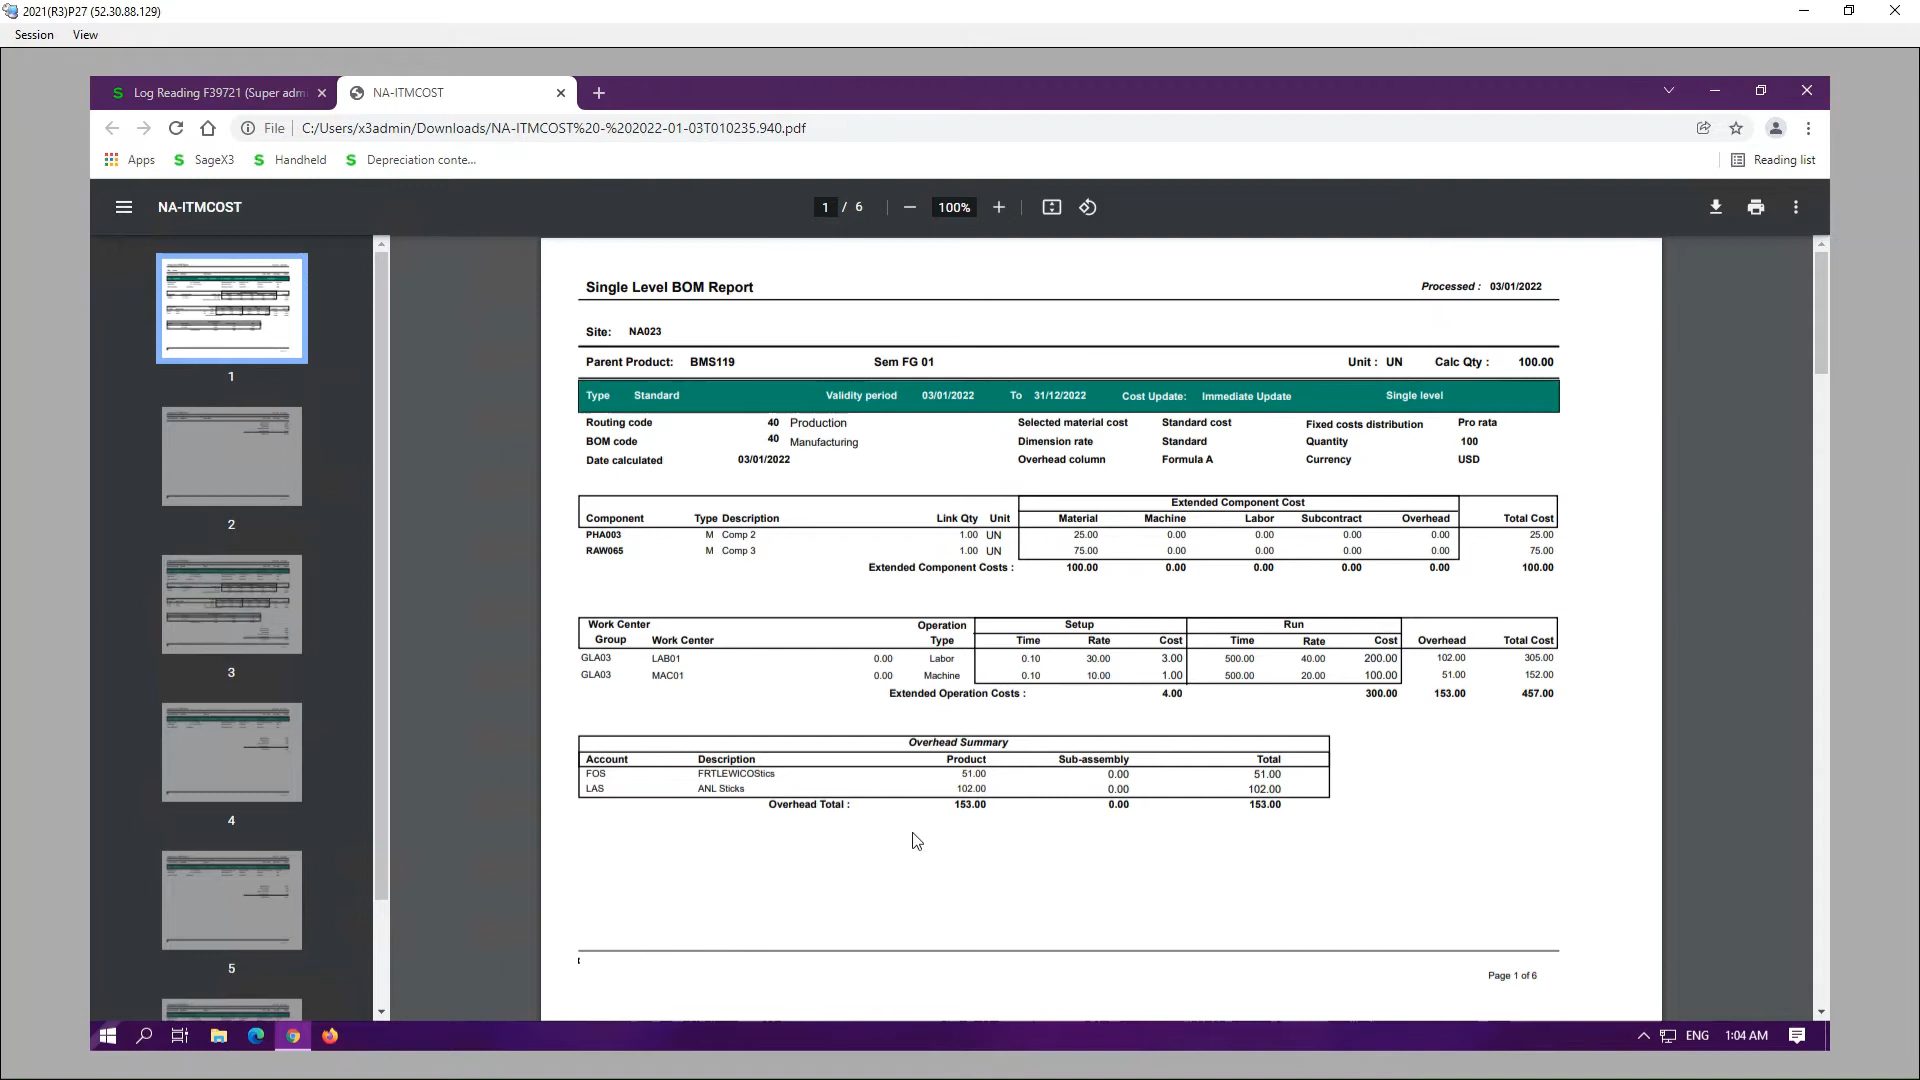 2021(R3)P27 (52.30.88.129)
Session View
Log Reading F39721 (Super adm NA-ITMCOST
File C:/Users/x3admin/Downloads/NA-ITMCOST%20-%202022-01-03T010235.940.pdf
Apps SageX3 Handheld Depreciation conte... Reading list
NA-ITMCOST 1 / 6 100%
1
2
3
4
5
Single Level BOM Report Processed : 03/01/2022
Site: NA023
Parent Product: BMS119 Sem FG 01 Unit : UN Calc Qty : 100.00
Type Standard Validity period 03/01/2022 To 31/12/2022 Cost Update: Immediate Update Single level
Routing code 40 Production Selected material cost Standard cost Fixed costs distribution Pro rata
BOM code 40 Manufacturing Dimension rate Standard Quantity 100
Date calculated 03/01/2022 Overhead column Formula A Currency USD
Extended Component Cost
Component Type Description Link Qty Unit Material Machine Labor Subcontract Overhead Total Cost
PHA003 M Comp 2 1.00 UN 25.00 0.00 0.00 0.00 0.00 25.00
RAW065 M Comp 3 1.00 UN 75.00 0.00 0.00 0.00 0.00 75.00
Extended Component Costs : 100.00 0.00 0.00 0.00 0.00 100.00
Work Center Operation Setup Run
Group Work Center Type Time Rate Cost Time Rate Cost Overhead Total Cost
GLA03 LAB01 0.00 Labor 0.10 30.00 3.00 500.00 40.00 200.00 102.00 305.00
GLA03 MAC01 0.00 Machine 0.10 10.00 1.00 500.00 20.00 100.00 51.00 152.00
Extended Operation Costs : 4.00 300.00 153.00 457.00
Overhead Summary
Account Description Product Sub-assembly Total
FOS FRTLEWICOStics 51.00 0.00 51.00
LAS ANL Sticks 102.00 0.00 102.00
Overhead Total : 153.00 0.00 153.00
Page 1 of 6
ENG 1:04 AM